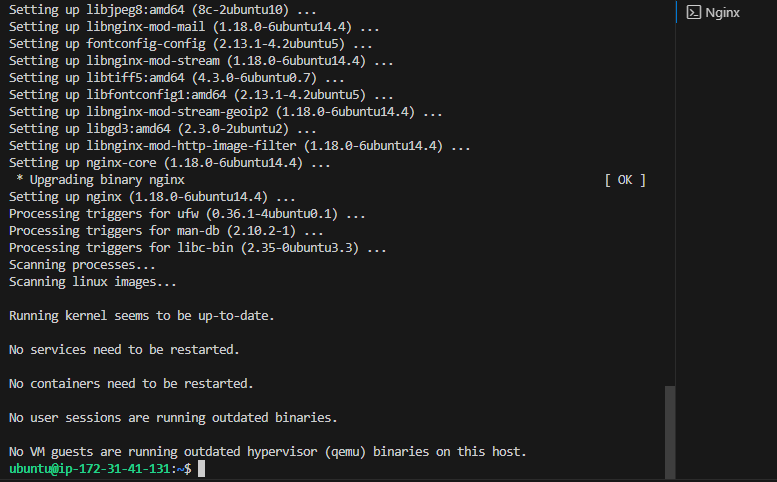 Setting up libjpeg8:amd64 (8c-2ubuntu10) ...
Setting up libnginx-mod-mail (1.18.0-6ubuntu14.4) ...
Setting up fontconfig-config (2.13.1-4.2ubuntu5) ...
Setting up libnginx-mod-stream (1.18.0-6ubuntu14.4) ...
Setting up libtiff5:amd64 (4.3.0-6ubuntu0.7) ...
Setting up libfontconfig1:amd64 (2.13.1-4.2ubuntu5) ...
Setting up libnginx-mod-stream-geoip2 (1.18.0-6ubuntu14.4) ...
Setting up libgd3:amd64 (2.3.0-2ubuntu2) ...
Setting up libnginx-mod-http-image-filter (1.18.0-6ubuntu14.4) ...
Setting up nginx-core (1.18.0-6ubuntu14.4) ...
 * Upgrading binary nginx [ OK ]
Setting up nginx (1.18.0-6ubuntu14.4) ...
Processing triggers for ufw (0.36.1-4ubuntu0.1) ...
Processing triggers for man-db (2.10.2-1) ...
Processing triggers for libc-bin (2.35-0ubuntu3.3) ...
Scanning processes...
Scanning linux images...
Running kernel seems to be up-to-date.
No services need to be restarted.
No containers need to be restarted.
No user sessions are running outdated binaries.
No VM guests are running outdated hypervisor (qemu) binaries on this host.
ubuntu@ip-172-31-41-131:~$
Nginx